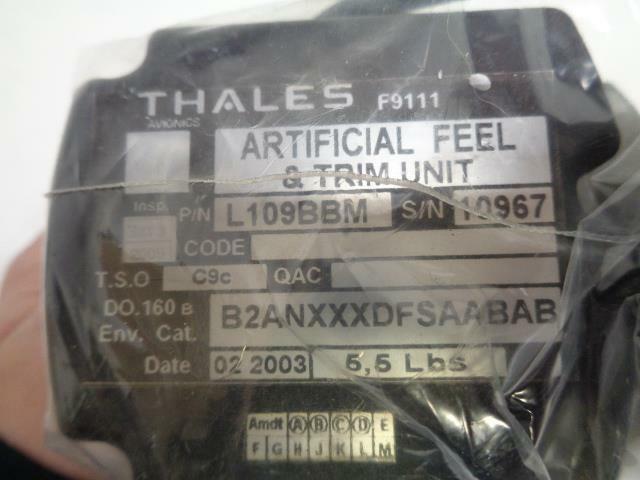 THALES F9111
AVIONICS
ARTIFICIAL FEEL
& TRIM UNIT
Insp.
P/N L109BBM S/N 10967
CODE
T.S.O C9c QAC
DO.160 B
Env. Cat. B2ANXXXDFSAABAB
Date 02 2003 5,5 Lbs
Amdt A B C D E
F G H J K L M